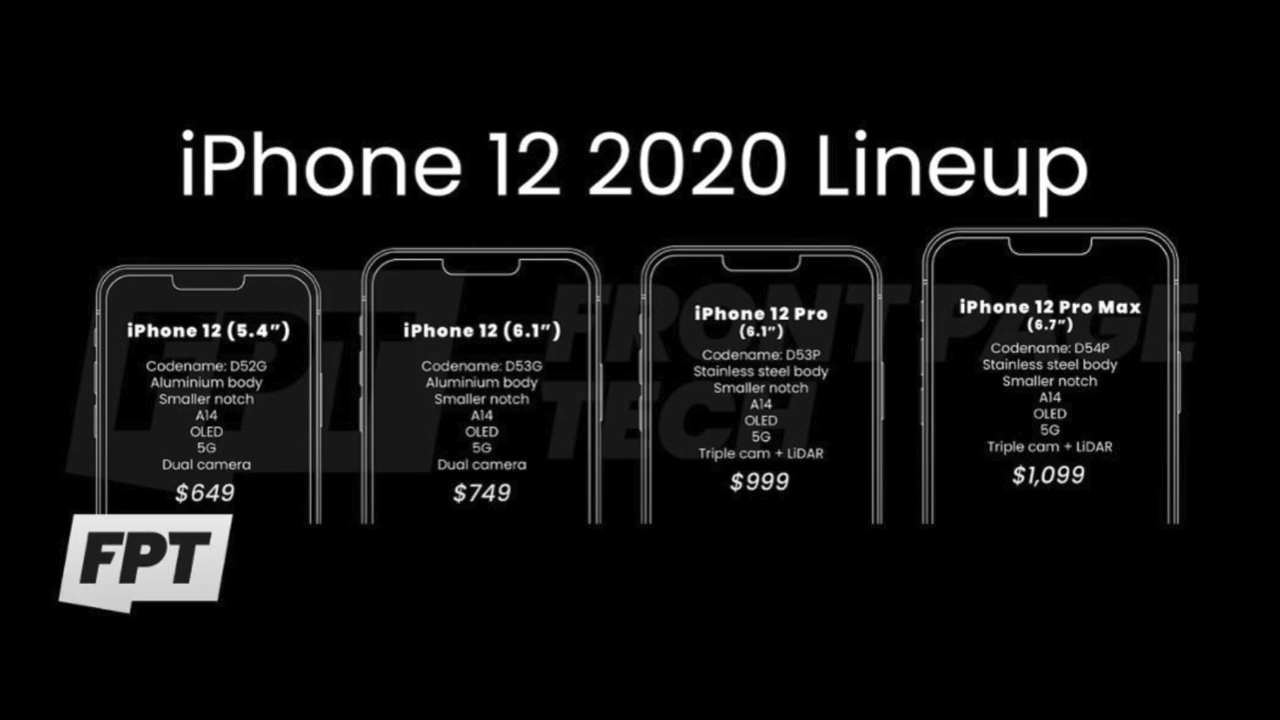 iPhone 12 2020 Lineup
iPhone 12 (5.4”)
Codename: D52G
Aluminium body
Smaller notch
A14
OLED
5G
Dual camera
$649
iPhone 12 (6.1”)
Codename: D53G
Aluminium body
Smaller notch
A14
OLED
5G
Dual camera
$749
iPhone 12 Pro
(6.1”)
Codename: D53P
Stainless steel body
Smaller notch
A14
OLED
5G
Triple cam + LiDAR
$999
iPhone 12 Pro Max
(6.7”)
Codename: D54P
Stainless steel body
Smaller notch
A14
OLED
5G
Triple cam + LiDAR
$1,099
FPT
FRONT PAGE
TECH
FPT